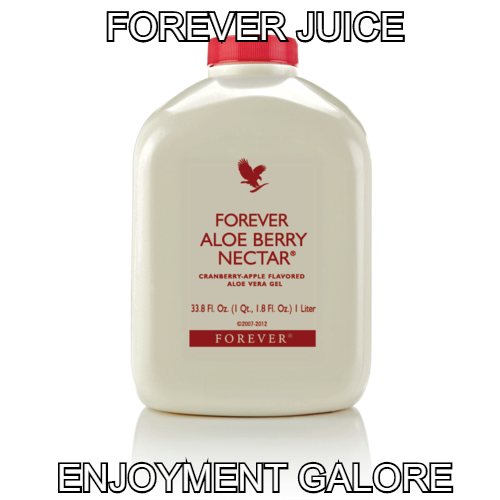 FOREVER JUICE
FOREVER
ALOE BERRY
NECTAR®
CRANBERRY-APPLE FLAVORED
ALOE VERA GEL
33.8 Fl. Oz. (1 Qt., 1.8 Fl. Oz.) 1 Liter
©2007-2012
FOREVER®
ENJOYMENT GALORE